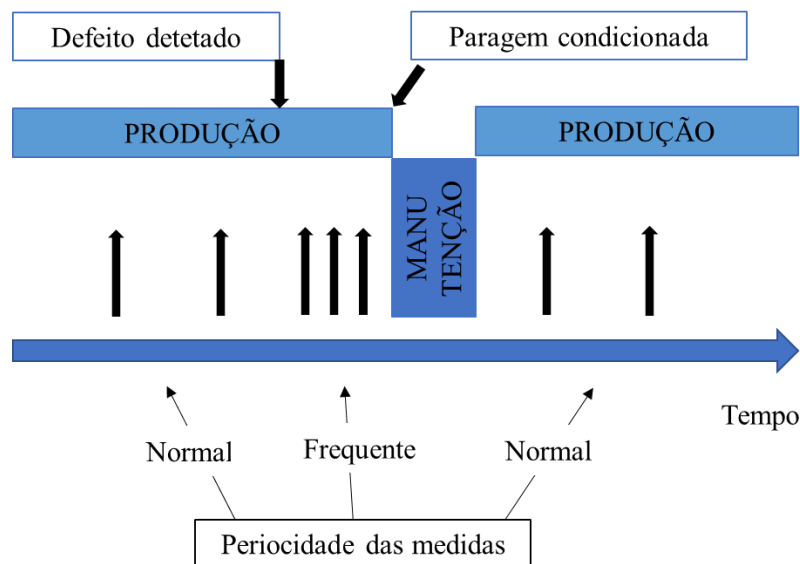 Defeito detetado
Paragem condicionada
PRODUÇÃO
PRODUÇÃO
MANU
TENÇÃO
Tempo
Normal
Frequente
Normal
Periocidade das medidas